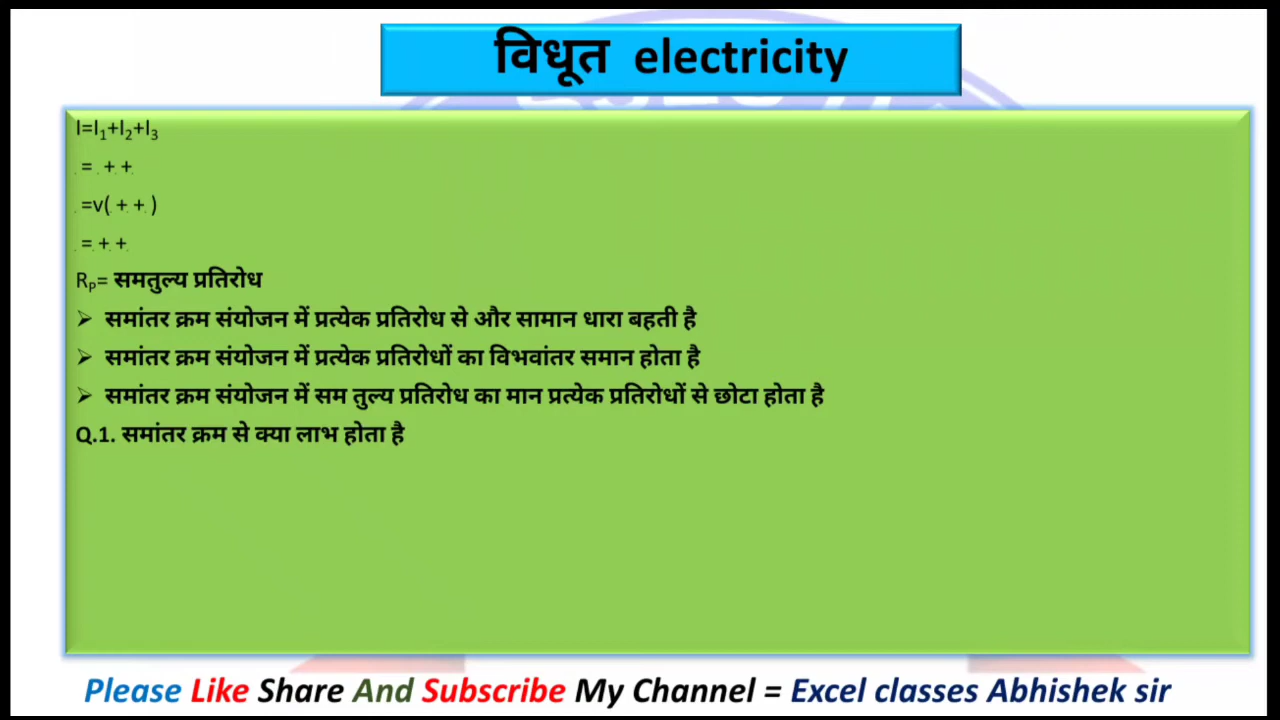 विधूत electricity
I=I₁+I₂+I₃
= + +
=v( + + )
= + +
Rₚ= समतुल्य प्रतिरोध
➢ समांतर क्रम संयोजन में प्रत्येक प्रतिरोध से और सामान धारा बहती है
➢ समांतर क्रम संयोजन में प्रत्येक प्रतिरोधों का विभवांतर समान होता है
➢ समांतर क्रम संयोजन में सम तुल्य प्रतिरोध का मान प्रत्येक प्रतिरोधों से छोटा होता है
Q.1. समांतर क्रम से क्या लाभ होता है
Please Like Share And Subscribe My Channel = Excel classes Abhishek sir